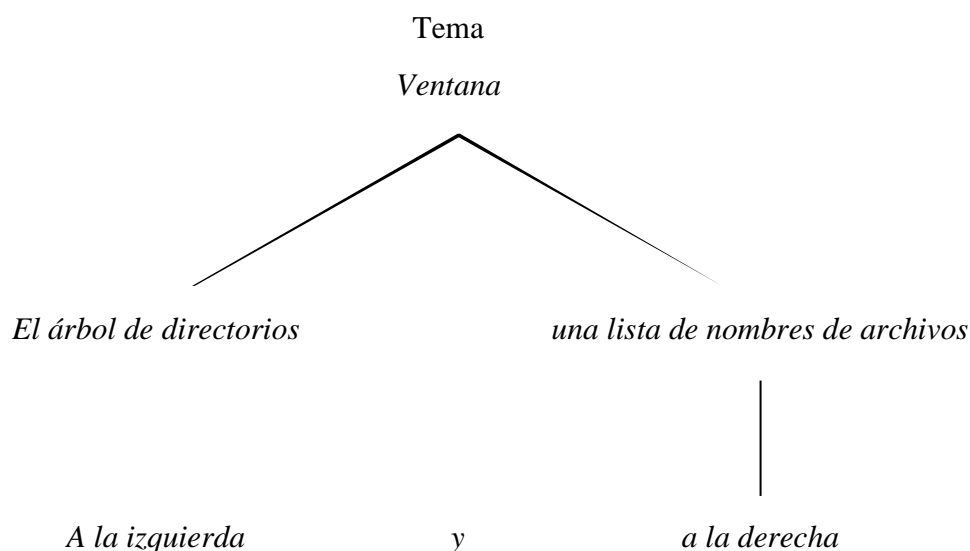 Tema
Ventana
El árbol de directorios una lista de nombres de archivos
A la izquierda y a la derecha